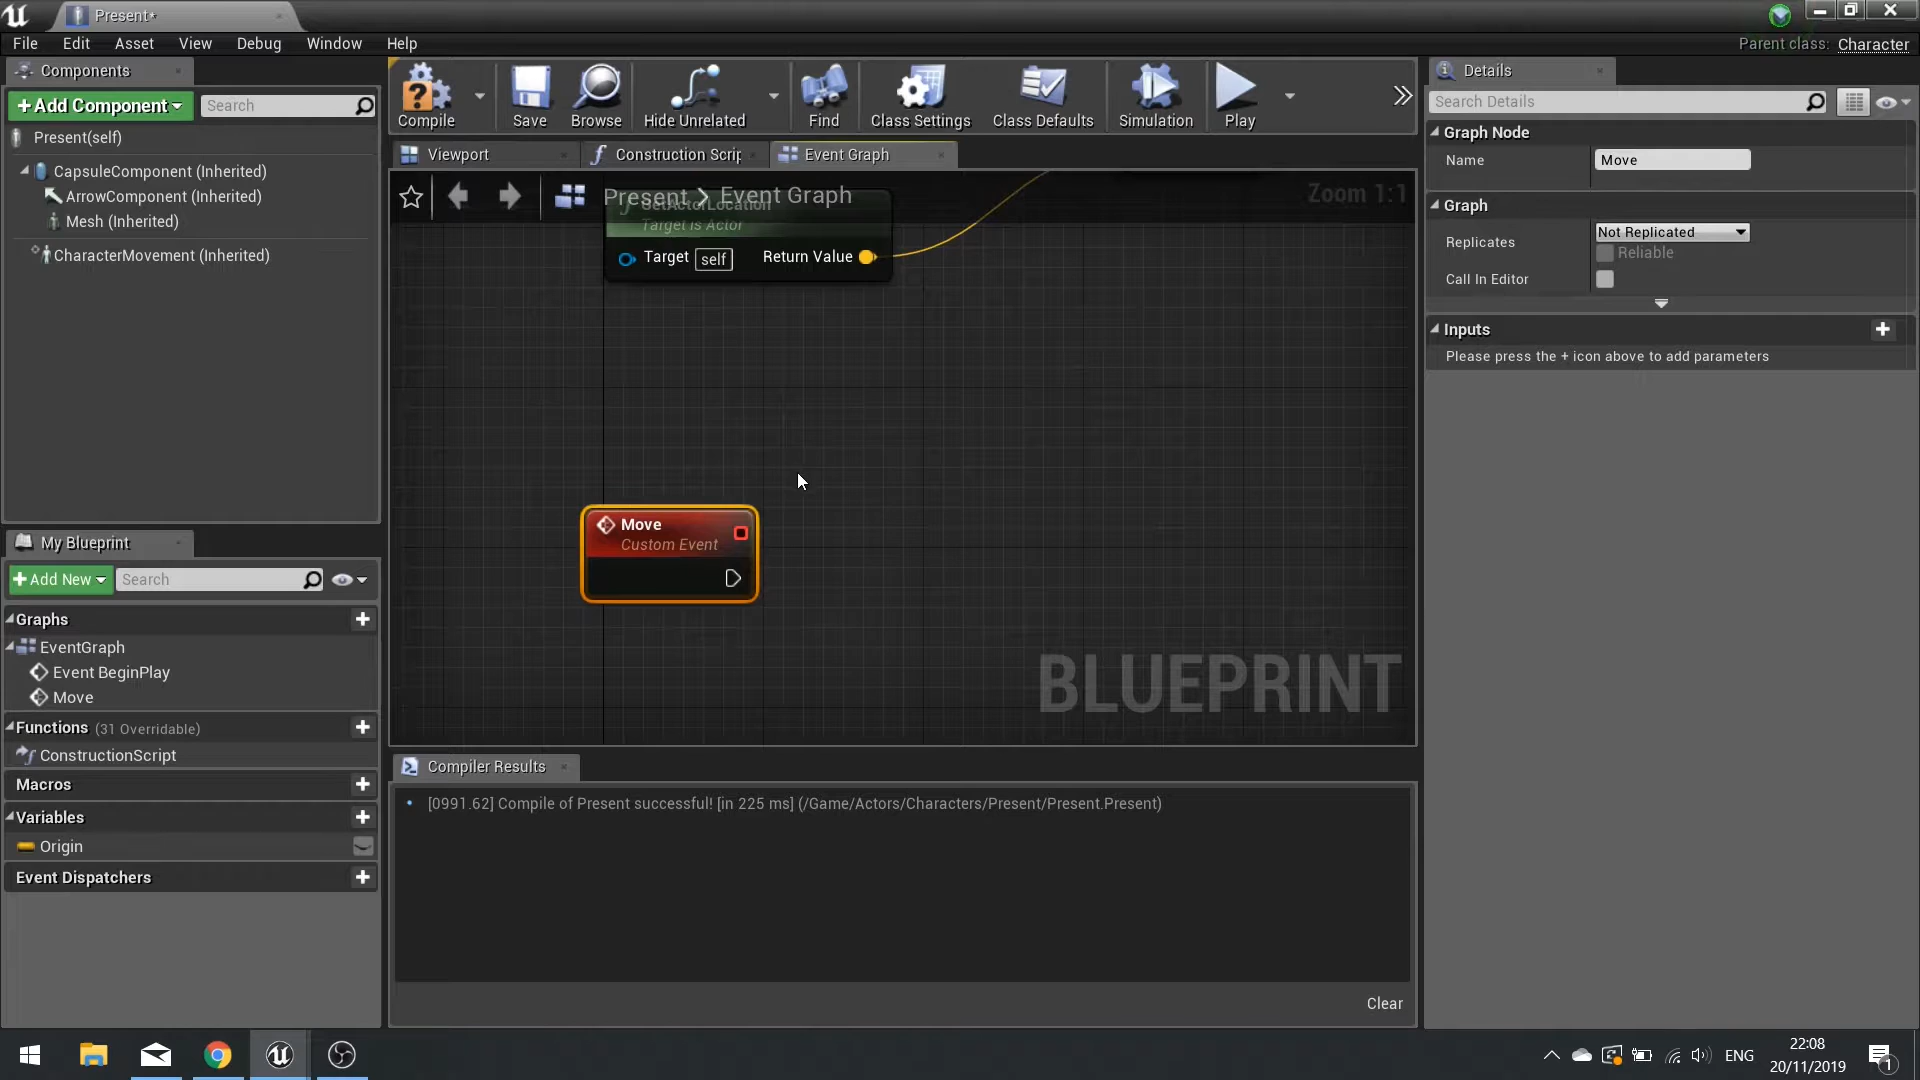 Present*
File Edit Asset View Debug Window Help
Parent class: Character
Components
+Add Component
Search
Present(self)
CapsuleComponent (Inherited)
ArrowComponent (Inherited)
Mesh (Inherited)
CharacterMovement (Inherited)
My Blueprint
+Add New
Search
Graphs
EventGraph
Event BeginPlay
Move
Functions (31 Overridable)
ConstructionScript
Macros
Variables
Origin
Event Dispatchers
Compile
Save
Browse
Hide Unrelated
Find
Class Settings
Class Defaults
Simulation
Play
Viewport
Construction Scrip
Event Graph
Present > Event Graph
Zoom 1:1
GetActorLocation
Target is Actor
Target self
Return Value
Move
Custom Event
BLUEPRINT
Compiler Results
[0991.62] Compile of Present successful! [in 225 ms] (/Game/Actors/Characters/Present/Present.Present)
Clear
Details
Search Details
Graph Node
Name Move
Graph
Replicates Not Replicated
Reliable
Call In Editor
Inputs
Please press the + icon above to add parameters
ENG
22:08
20/11/2019
1